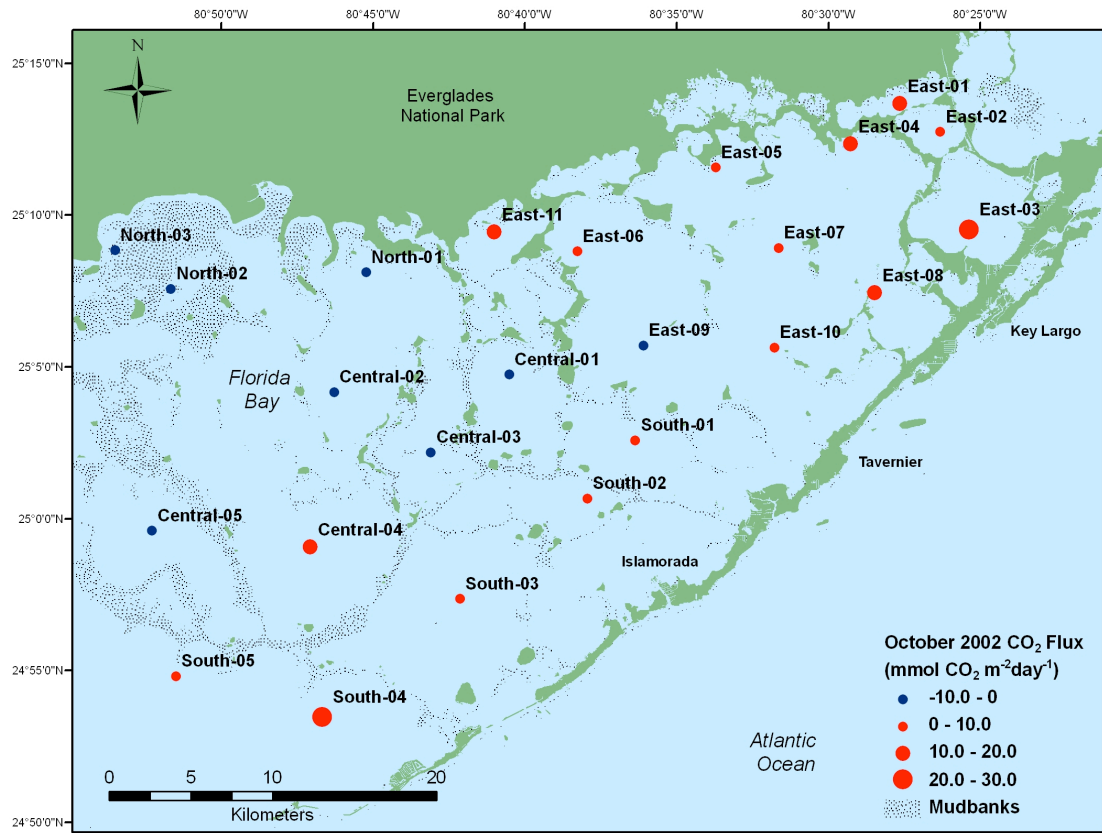 80°50'0"W
80°45'0"W
80°40'0"W
80°35'0"W
80°30'0"W
80°25'0"W
25°15'0"N
25°10'0"N
25°5'0"N
25°0'0"N
24°55'0"N
24°50'0"N
N
Everglades
National Park
East-01
East-02
East-04
East-05
East-03
East-11
East-06
East-07
North-03
North-01
North-02
East-08
Key Largo
East-09
East-10
Central-01
Florida
Bay
Central-02
South-01
Central-03
Tavernier
South-02
Central-05
Central-04
Islamorada
South-03
South-05
South-04
Atlantic
Ocean
October 2002 CO₂ Flux
(mmol CO₂ m⁻²day⁻¹)
-10.0 - 0
0 - 10.0
10.0 - 20.0
20.0 - 30.0
Mudbanks
0 5 10 20
Kilometers